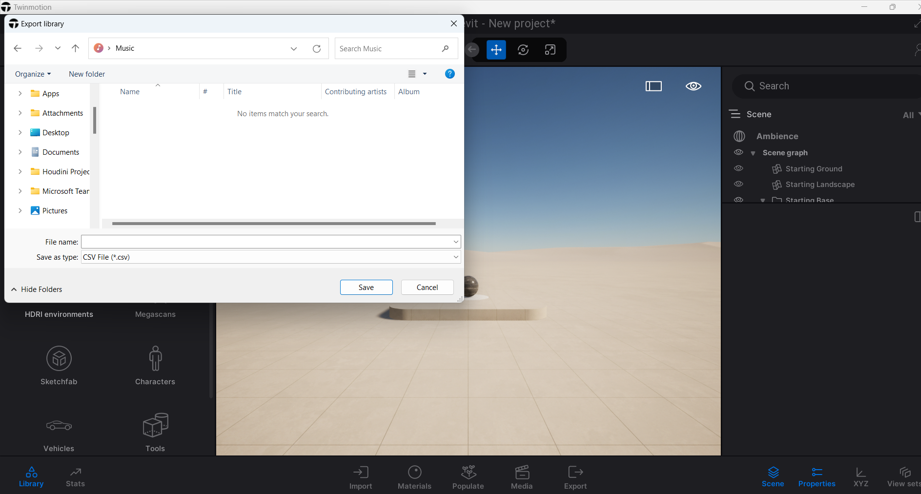 Twinmotion
Export library
vit - New project*
Music
Search Music
Organize
New folder
Name
#
Title
Contributing artists
Album
No items match your search.
Apps
Attachments
Desktop
Documents
Houdini Projec
Microsoft Tear
Pictures
File name:
Save as type: CSV File (*.csv)
Hide Folders
Save
Cancel
HDRI environments
Megascans
Sketchfab
Characters
Vehicles
Tools
Search
Scene
All
Ambience
Scene graph
Starting Ground
Starting Landscape
Starting Base
Library
Stats
Import
Materials
Populate
Media
Export
Scene
Properties
XYZ
View sets